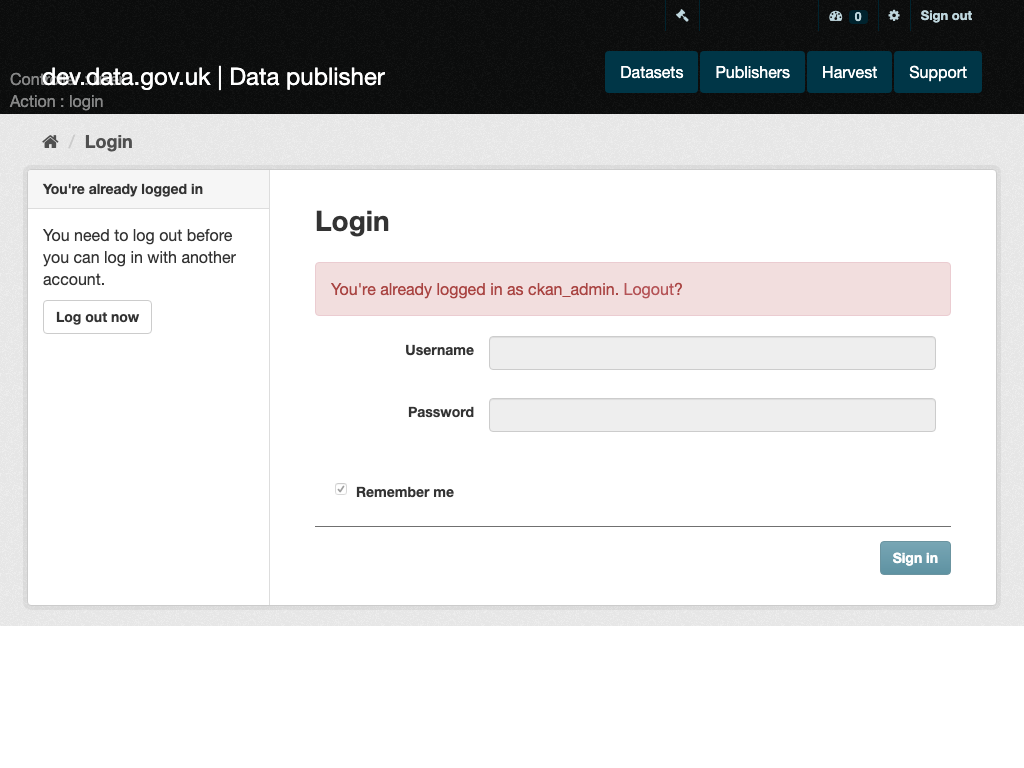 0
Sign out
dev.data.gov.uk | Data publisher
Action : login
Datasets
Publishers
Harvest
Support
/ Login
You're already logged in
You need to log out before
you can log in with another
account.
Log out now
Login
You're already logged in as ckan_admin. Logout?
Username
Password
Remember me
Sign in